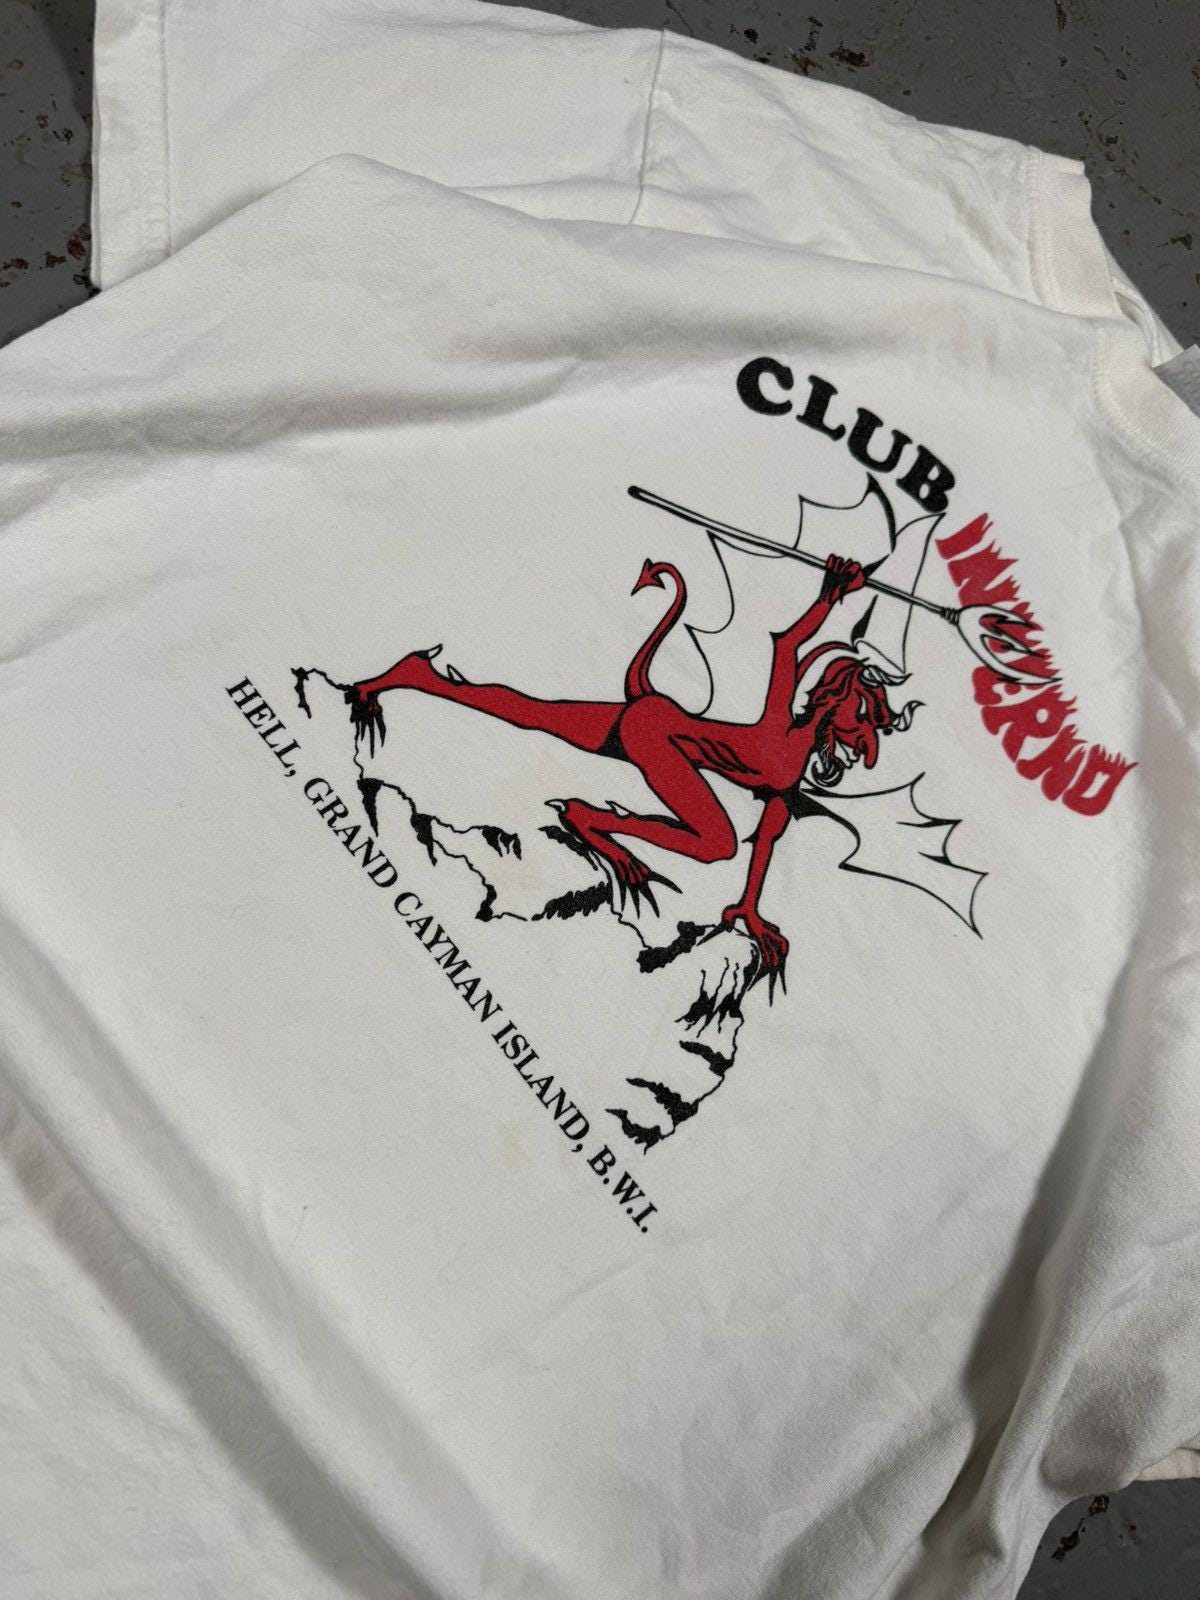 CLUB
INFERNO
HELL, GRAND CAYMAN ISLAND, B.W.I.